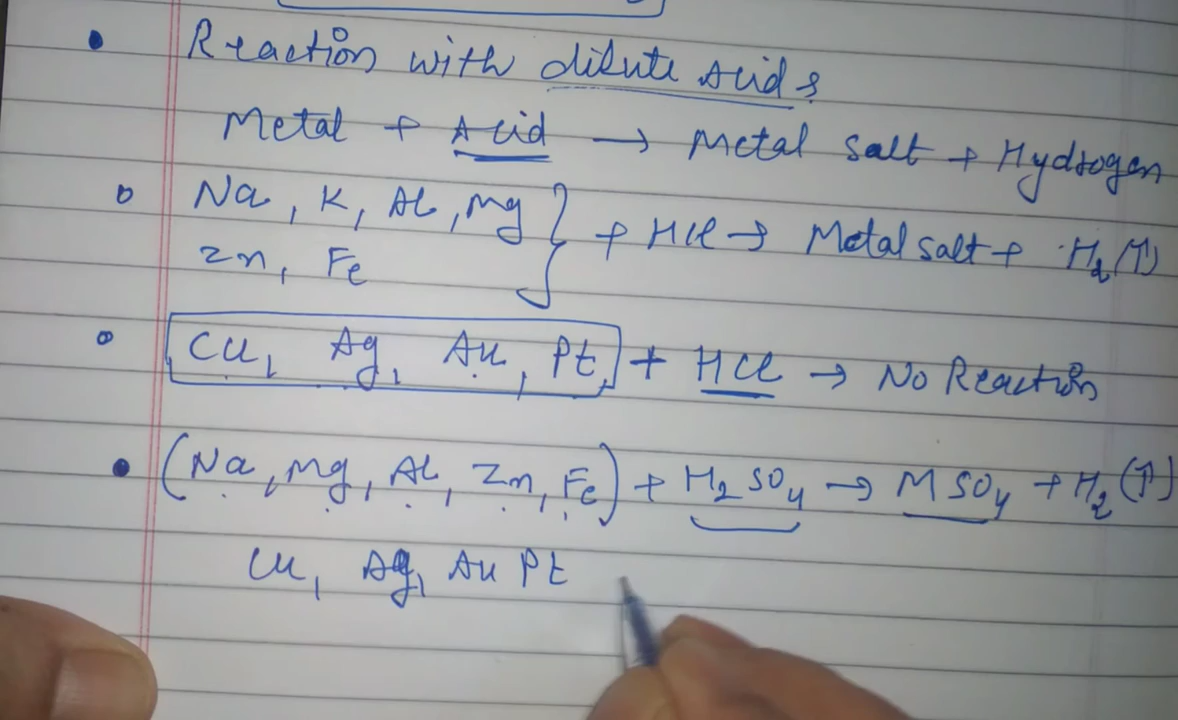 • Reaction with dilute Acids
Metal + Acid → Metal salt + Hydrogen
Na, K, Al, Mg } + HCl → Metal salt + H₂(↑)
Zn, Fe
Cu, Ag, Au, Pt, + HCl → No Reaction
• (Na, Mg, Al, Zn, Fe) + H₂SO₄ → MSO₄ + H₂(↑)
Cu, Ag, Au Pt